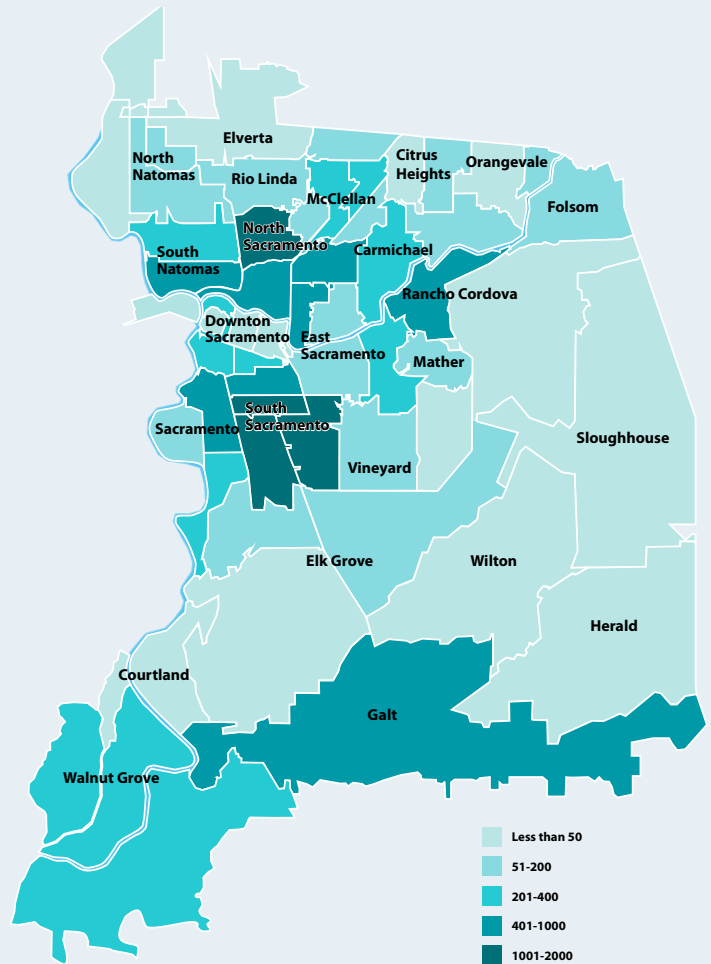 Elverta
North
Natomas
Rio Linda
McClellan
Citrus
Heights
Orangevale
Folsom
North
Sacramento
South
Natomas
Carmichael
Rancho Cordova
Downton
Sacramento
East
Sacramento
Mather
South
Sacramento
Sacramento
Vineyard
Sloughhouse
Elk Grove
Wilton
Herald
Courtland
Galt
Walnut Grove
Less than 50
51-200
201-400
401-1000
1001-2000